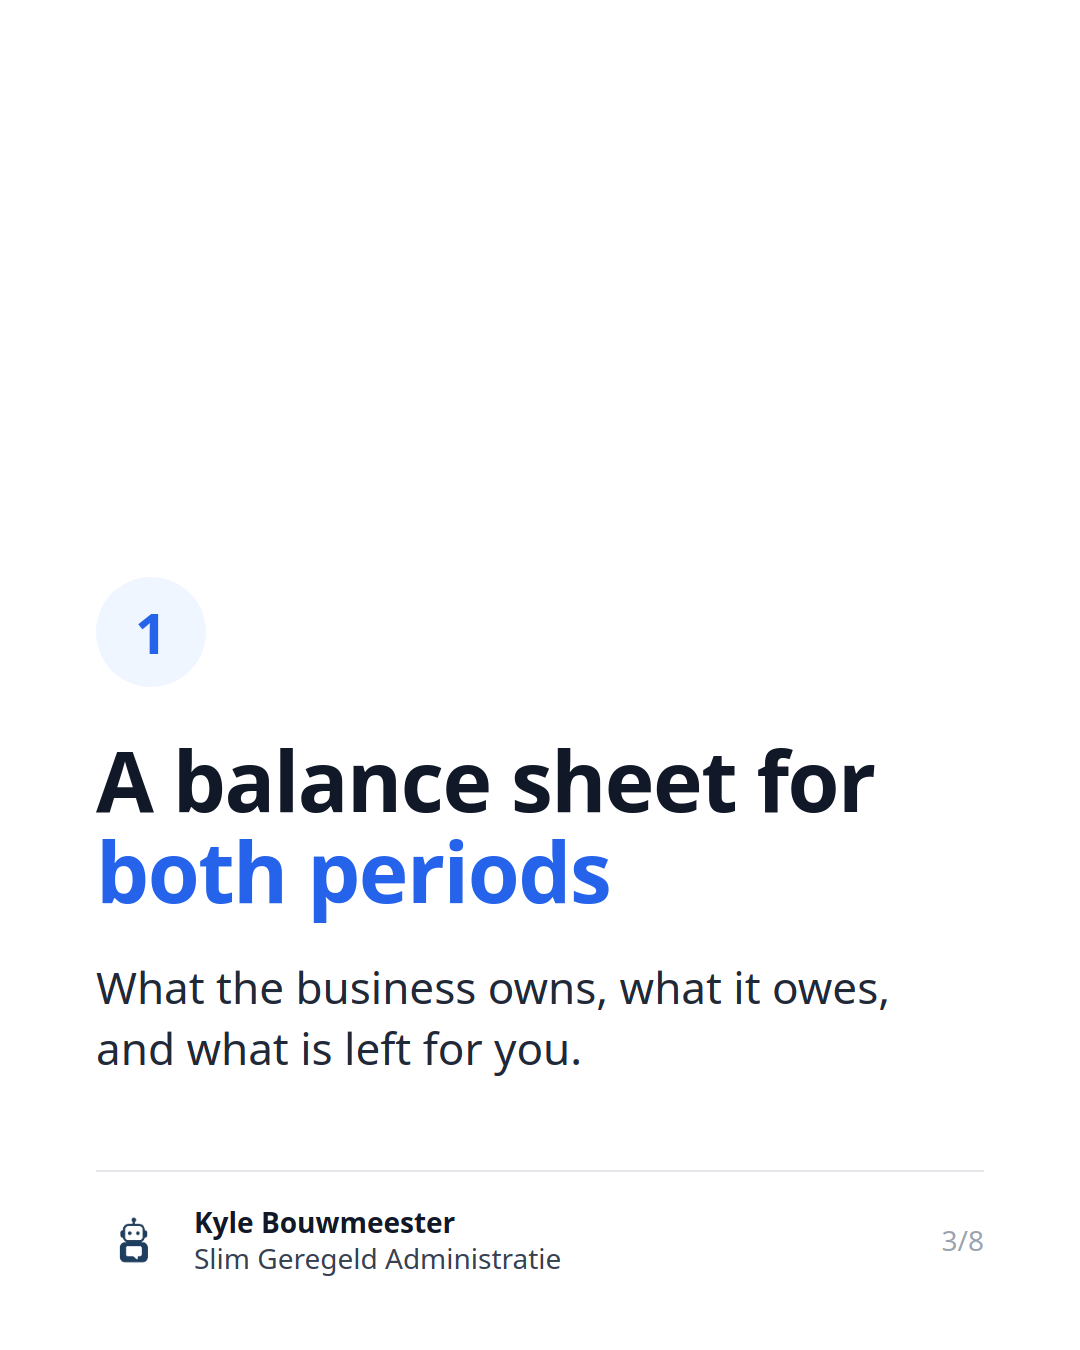 1
A balance sheet for
both periods
What the business owns, what it owes,
and what is left for you.
Kyle Bouwmeester
Slim Geregeld Administratie
3/8